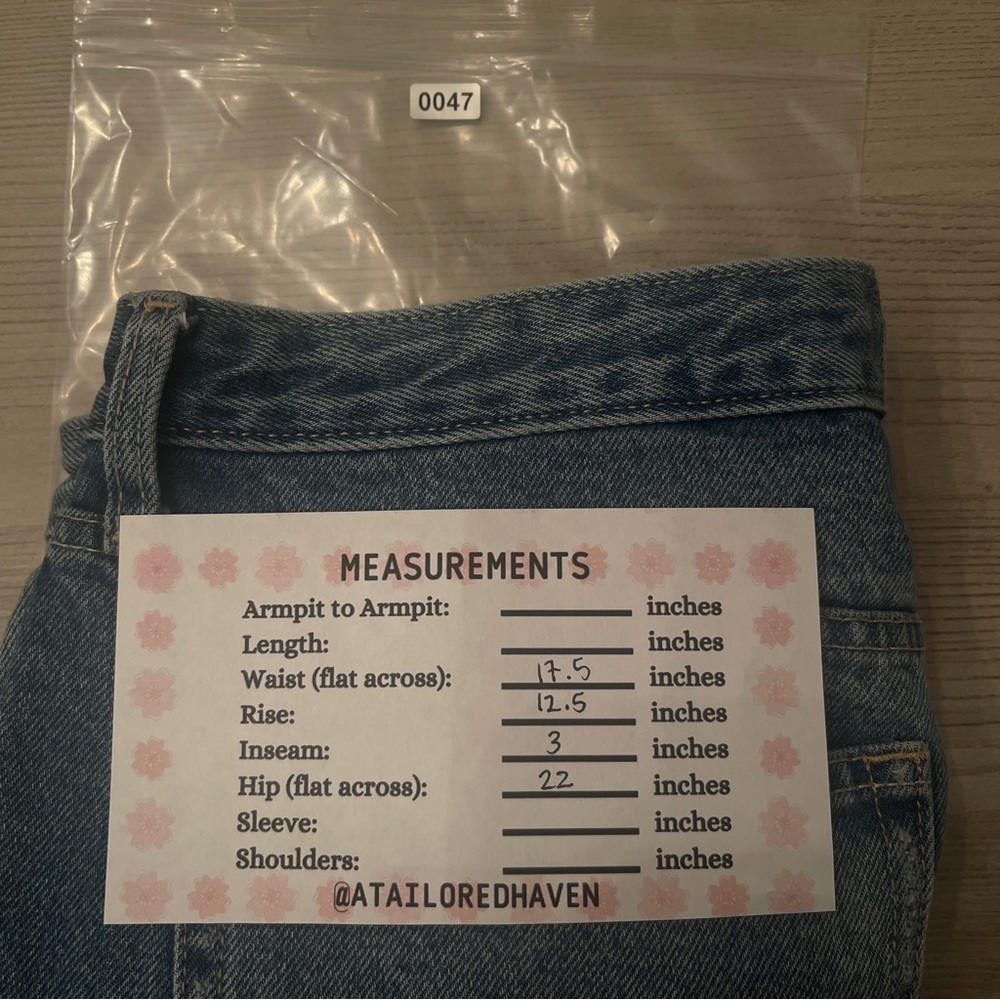 0047
MEASUREMENTS
Armpit to Armpit: inches
Length: inches
Waist (flat across): 17.5 inches
Rise: 12.5 inches
Inseam: 3 inches
Hip (flat across): 22 inches
Sleeve: inches
Shoulders: inches
@ATAILOREDHAVEN